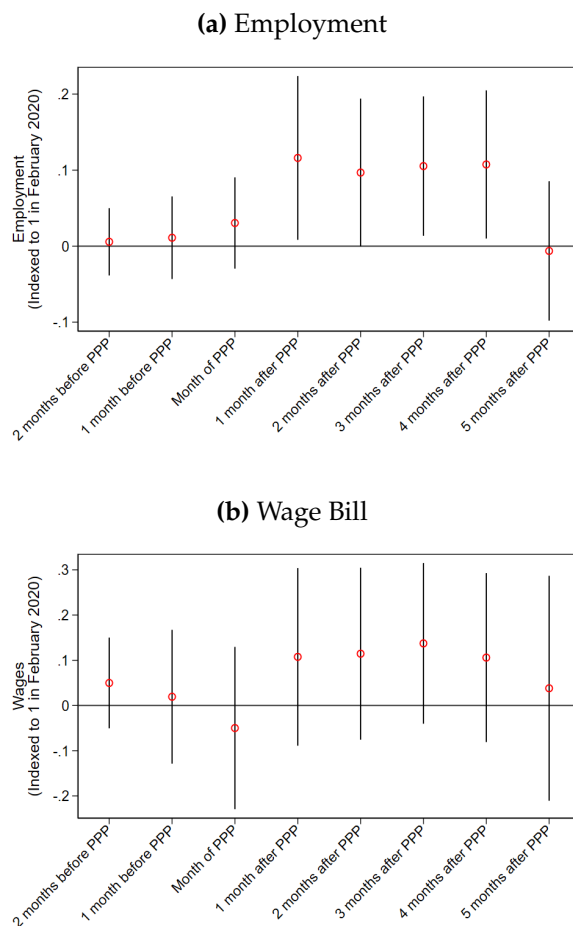 (a) Employment
Employment
(Indexed to 1 in February 2020)
.2
.1
0
-.1
2 months before PPP
1 month before PPP
Month of PPP
1 month after PPP
2 months after PPP
3 months after PPP
4 months after PPP
5 months after PPP
(b) Wage Bill
Wages
(Indexed to 1 in February 2020)
.3
.2
.1
0
-.1
-.2
2 months before PPP
1 month before PPP
Month of PPP
1 month after PPP
2 months after PPP
3 months after PPP
4 months after PPP
5 months after PPP